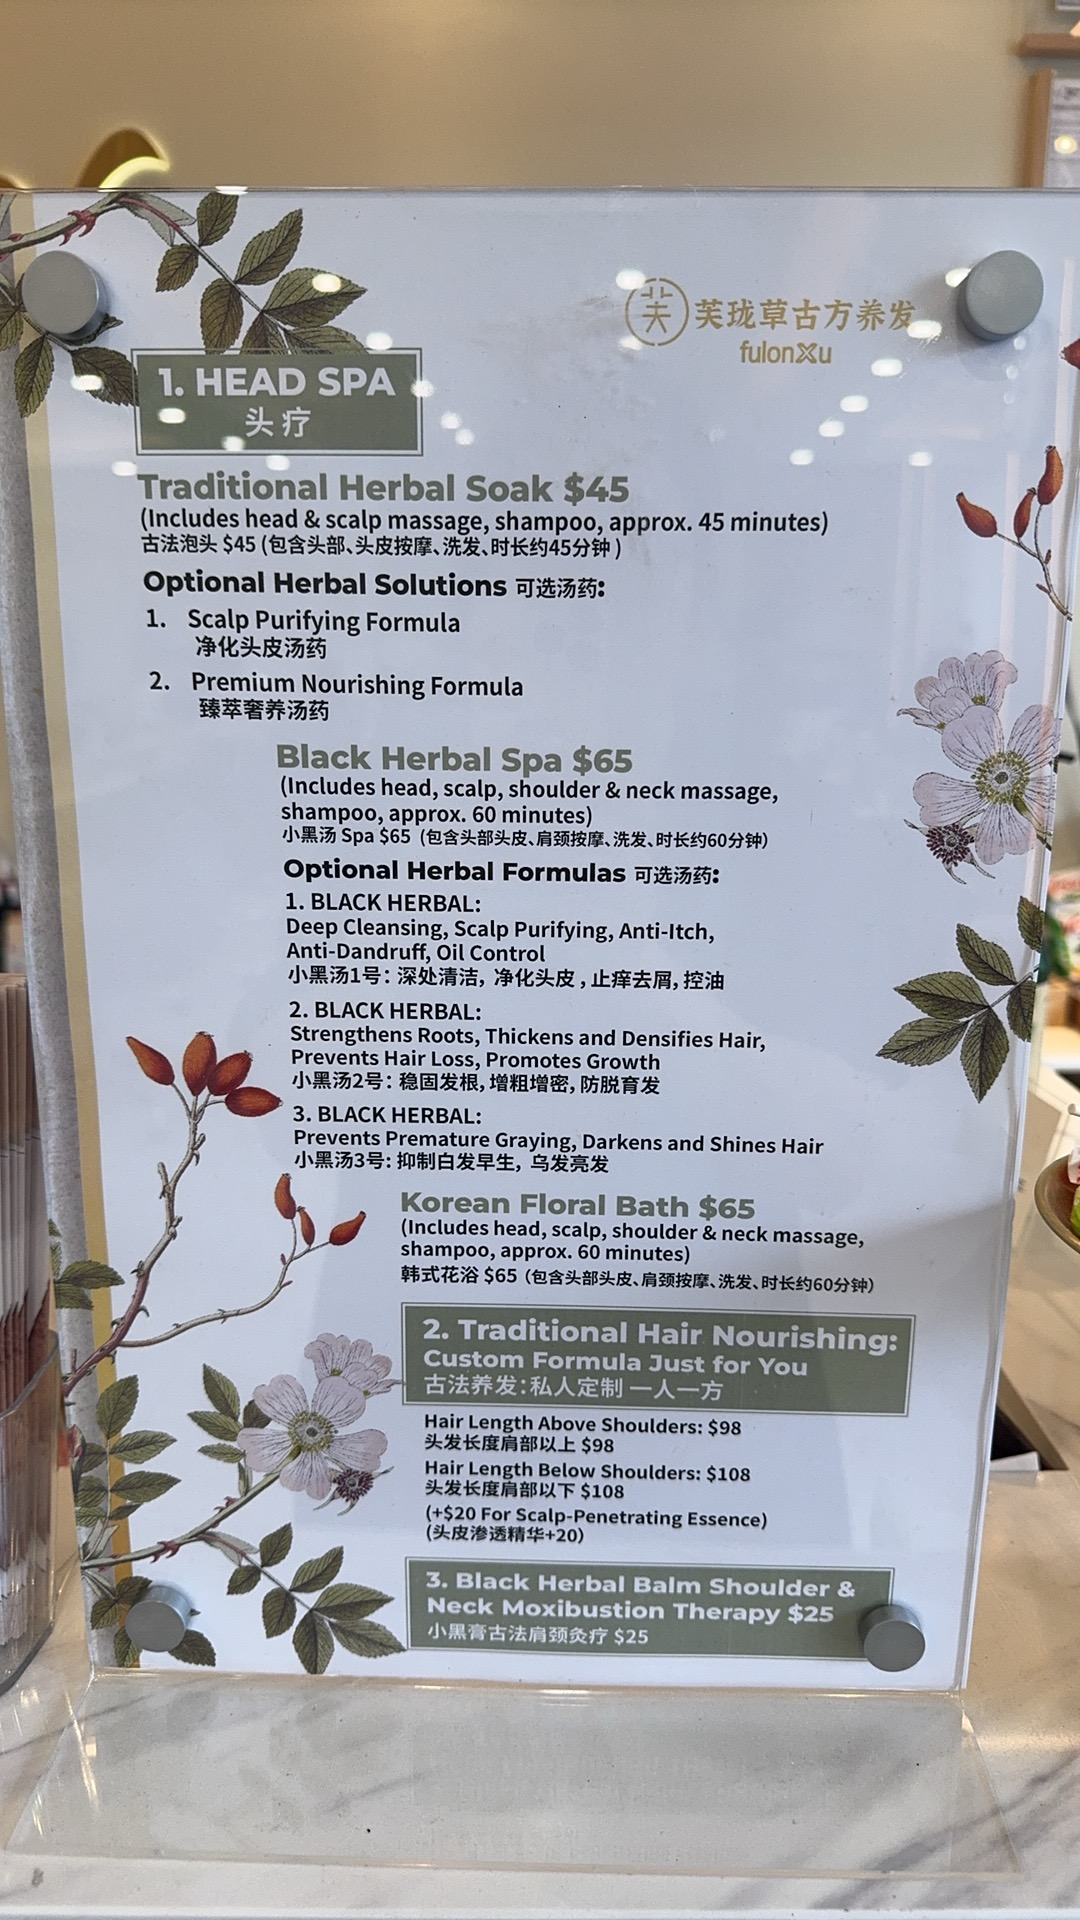 芙珑草古方养发
fulonXu
1. HEAD SPA
头疗
Traditional Herbal Soak $45
(Includes head & scalp massage, shampoo, approx. 45 minutes)
古法泡头 $45 (包含头部、头皮按摩、洗发、时长约45分钟 )
Optional Herbal Solutions 可选汤药:
1. Scalp Purifying Formula
净化头皮汤药
2. Premium Nourishing Formula
臻萃奢养汤药
Black Herbal Spa $65
(Includes head, scalp, shoulder & neck massage,
shampoo, approx. 60 minutes)
小黑汤 Spa $65 (包含头部头皮、肩颈按摩、洗发、时长约60分钟)
Optional Herbal Formulas 可选汤药:
1. BLACK HERBAL:
Deep Cleansing, Scalp Purifying, Anti-Itch,
Anti-Dandruff, Oil Control
小黑汤1号: 深处清洁, 净化头皮 , 止痒去屑, 控油
2. BLACK HERBAL:
Strengthens Roots, Thickens and Densifies Hair,
Prevents Hair Loss, Promotes Growth
小黑汤2号: 稳固发根, 增粗增密, 防脱育发
3. BLACK HERBAL:
Prevents Premature Graying, Darkens and Shines Hair
小黑汤3号: 抑制白发早生, 乌发亮发
Korean Floral Bath $65
(Includes head, scalp, shoulder & neck massage,
shampoo, approx. 60 minutes)
韩式花浴 $65 (包含头部头皮、肩颈按摩、洗发、时长约60分钟)
2. Traditional Hair Nourishing:
Custom Formula Just for You
古法养发:私人定制 一人一方
Hair Length Above Shoulders: $98
头发长度肩部以上 $98
Hair Length Below Shoulders: $108
头发长度肩部以下 $108
(+$20 For Scalp-Penetrating Essence)
(头皮渗透精华+20)
3. Black Herbal Balm Shoulder &
Neck Moxibustion Therapy $25
小黑膏古法肩颈灸疗 $25